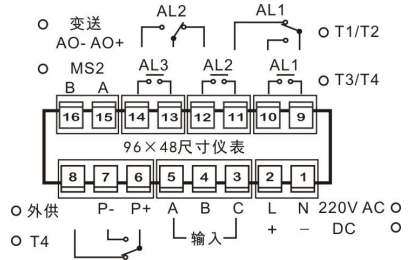 AL2 AL1
变送
AO- AO+
T1/T2
MS2 AL3 AL2 AL1 T3/T4
B A
16 15 14 13 12 11 10 9
96×48尺寸仪表
8 7 6 5 4 3 2 1
外供 P- P+ A B C L N 220V AC
T4 输入 + - DC